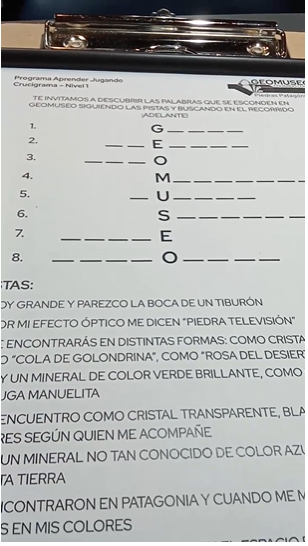 Programa Aprender Jugando
Crucigrama - Nivel 1
GEOMUSE
Piedras Patagón
TE INVITAMOS A DESCUBRIR LAS PALABRAS QUE SE ESCONDEN EN
GEOMUSEO SIGUIENDO LAS PISTAS Y BUSCANDO EN EL RECORRIDO
¡ADELANTE!
1. G_ _ _ _
2. _ _ E _ _ _ _
3. _ _ _ O
4. M _ _ _ _ _ _ _
5. _ U _ _ _ _
6. S _ _ _ _ _ _
7. _ _ _ _ _ E
8. _ _ _ _ _ O _ _ _ _ _
TAS:
OY GRANDE Y PAREZCO LA BOCA DE UN TIBURÓN
OR MI EFECTO ÓPTICO ME DICEN "PIEDRA TELEVISIÓN"
E ENCONTRARÁS EN DISTINTAS FORMAS: COMO CRISTA
O "COLA DE GOLONDRINA", COMO "ROSA DEL DESIER
Y UN MINERAL DE COLOR VERDE BRILLANTE, COMO
UGA MANUELITA
ENCUENTRO COMO CRISTAL TRANSPARENTE, BLA
RES SEGÚN QUIEN ME ACOMPAÑE
UN MINERAL NO TAN CONOCIDO DE COLOR AZU
TA TIERRA
NCONTRARON EN PATAGONIA Y CUANDO ME M
S EN MIS COLORES